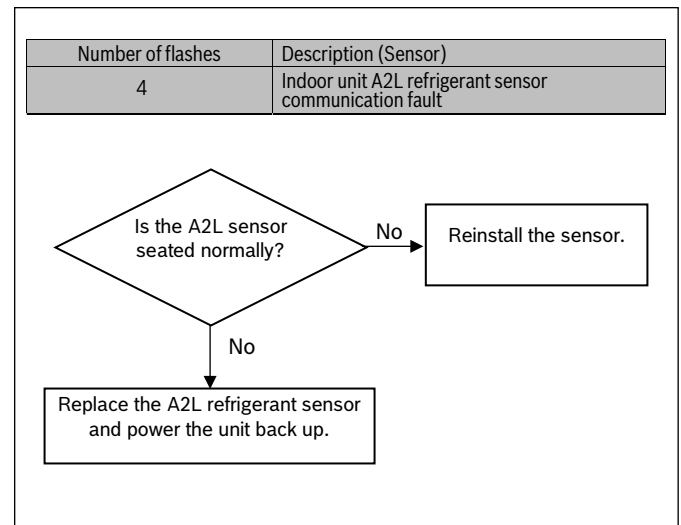 Number of flashes
Description (Sensor)
4
Indoor unit A2L refrigerant sensor
communication fault
Is the A2L sensor
seated normally?
No
Reinstall the sensor.
No
Replace the A2L refrigerant sensor
and power the unit back up.